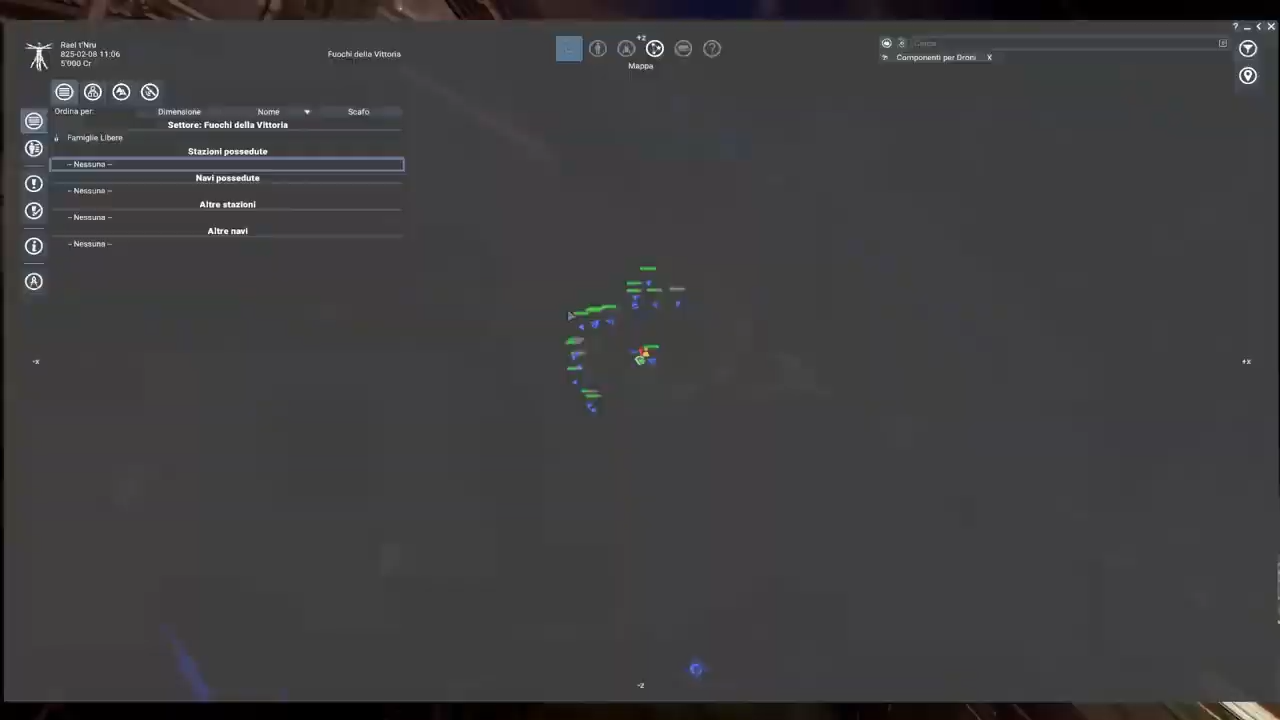 Rael t'Nru
825-02-08 11:06
5'000 Cr
Fuochi della Vittoria
+z
Mappa
?
Cerca
Componenti per Droni X
? _ < X
Ordina per: Dimensione Nome Scafo
Settore: Fuochi della Vittoria
Famiglie Libere
Stazioni possedute
-- Nessuna --
Navi possedute
-- Nessuna --
Altre stazioni
-- Nessuna --
Altre navi
-- Nessuna --
-x
+x
-z